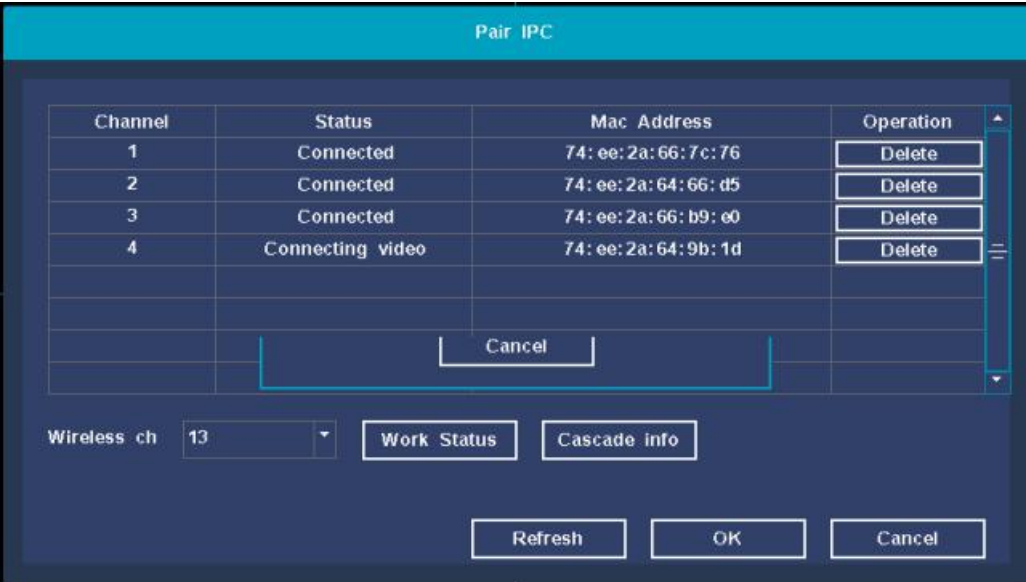 Pair IPC
Channel Status Mac Address Operation
1 Connected 74:ee:2a:66:7c:76 Delete
2 Connected 74:ee:2a:64:66:d5 Delete
3 Connected 74:ee:2a:66:b9:e0 Delete
4 Connecting video 74:ee:2a:64:9b:1d Delete
Cancel
Wireless ch 13 Work Status Cascade info
Refresh OK Cancel